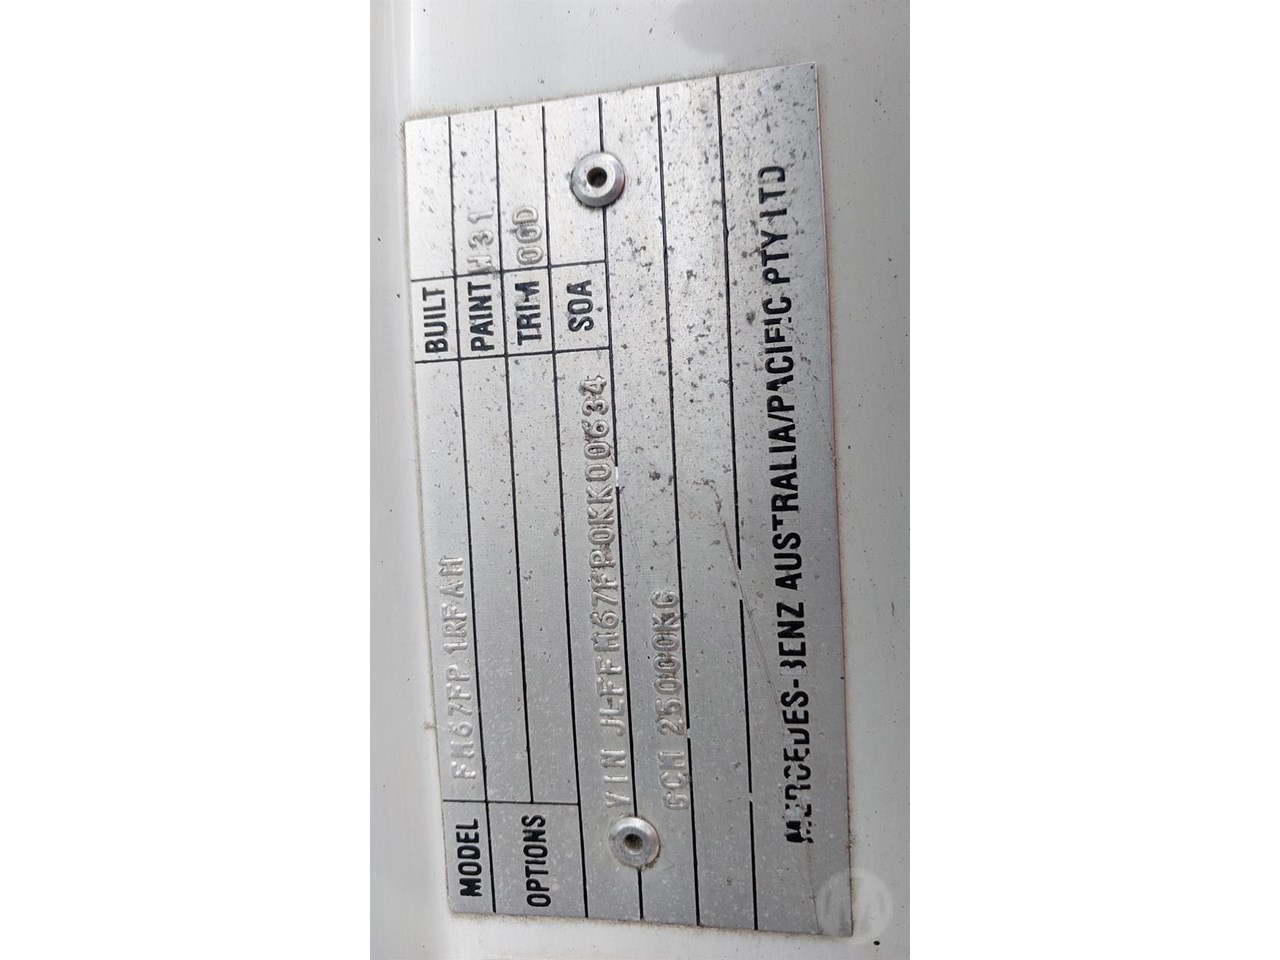 MODEL FM67FP1RFAH BUILT
PAINT H31
OPTIONS TRIM 00D
SOA
VIN JLFFM67FP0KK00634
GCM 25000KG
MERCEDES-BENZ AUSTRALIA/PACIFIC PTY LTD